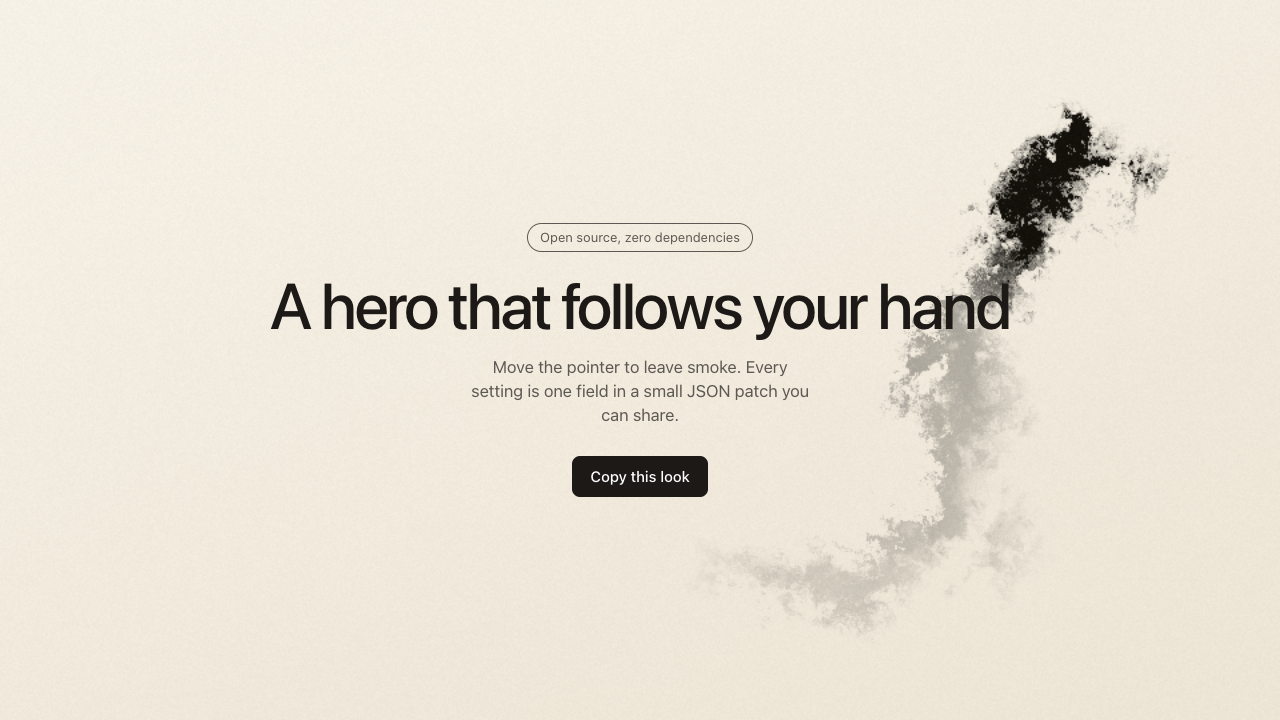 Open source, zero dependencies
A hero that follows your hand
Move the pointer to leave smoke. Every
setting is one field in a small JSON patch you
can share.
Copy this look